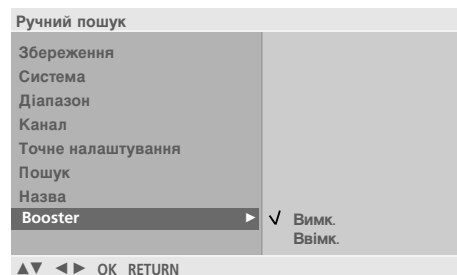 Ручний пошук
Збереження
Система
Діапазон
Канал
Точне налаштування
Пошук
Назва
Booster ► √ Вимк.
Ввімк.
▲▼ ◄► OK RETURN